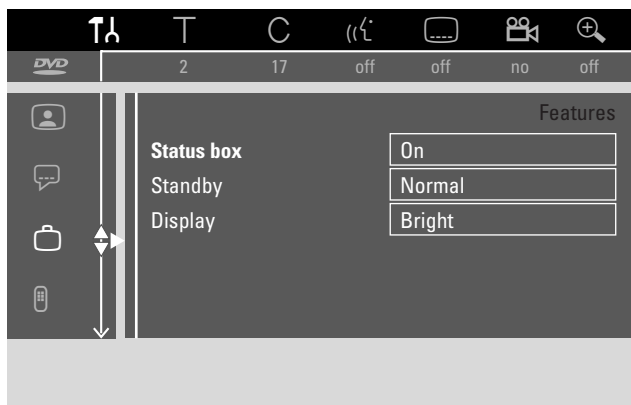 T C
DVD 2 17 off off no off
Features
Status box On
Standby Normal
Display Bright